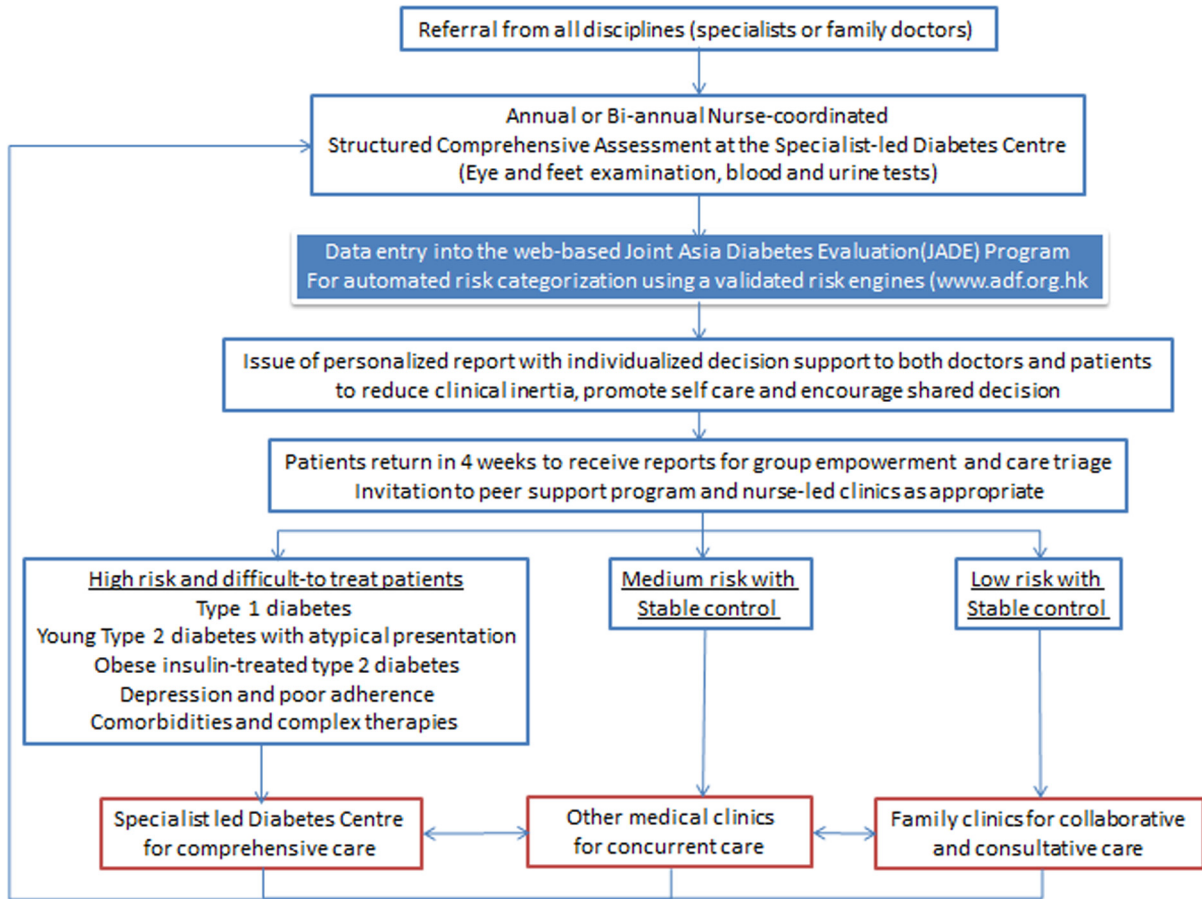 Referral from all disciplines (specialists or family doctors)
Annual or Bi-annual Nurse-coordinated
Structured Comprehensive Assessment at the Specialist-led Diabetes Centre
(Eye and feet examination, blood and urine tests)
Data entry into the web-based Joint Asia Diabetes Evaluation(JADE) Program
For automated risk categorization using a validated risk engines (www.adf.org.hk
Issue of personalized report with individualized decision support to both doctors and patients
to reduce clinical inertia, promote self care and encourage shared decision
Patients return in 4 weeks to receive reports for group empowerment and care triage
Invitation to peer support program and nurse-led clinics as appropriate
High risk and difficult-to treat patients
Type 1 diabetes
Young Type 2 diabetes with atypical presentation
Obese insulin-treated type 2 diabetes
Depression and poor adherence
Comorbidities and complex therapies
Medium risk with
Stable control
Low risk with
Stable control
Specialist led Diabetes Centre
for comprehensive care
Other medical clinics
for concurrent care
Family clinics for collaborative
and consultative care